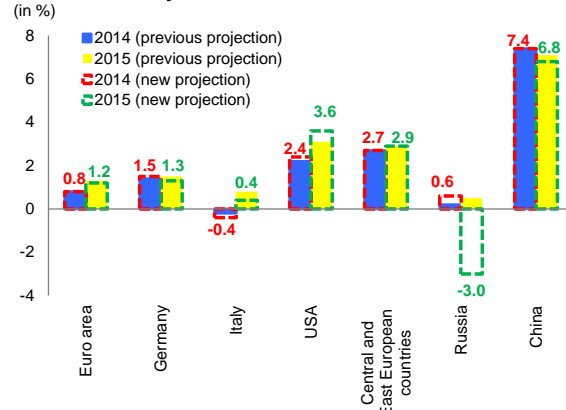 (in %)
8
6
4
2
0
-2
-4
2014 (previous projection)
2015 (previous projection)
2014 (new projection)
2015 (new projection)
0.8
1.2
1.5
1.3
-0.4
0.4
2.4
3.6
2.7
2.9
0.6
-3.0
7.4
6.8
Euro area
Germany
Italy
USA
Central and
East European
countries
Russia
China